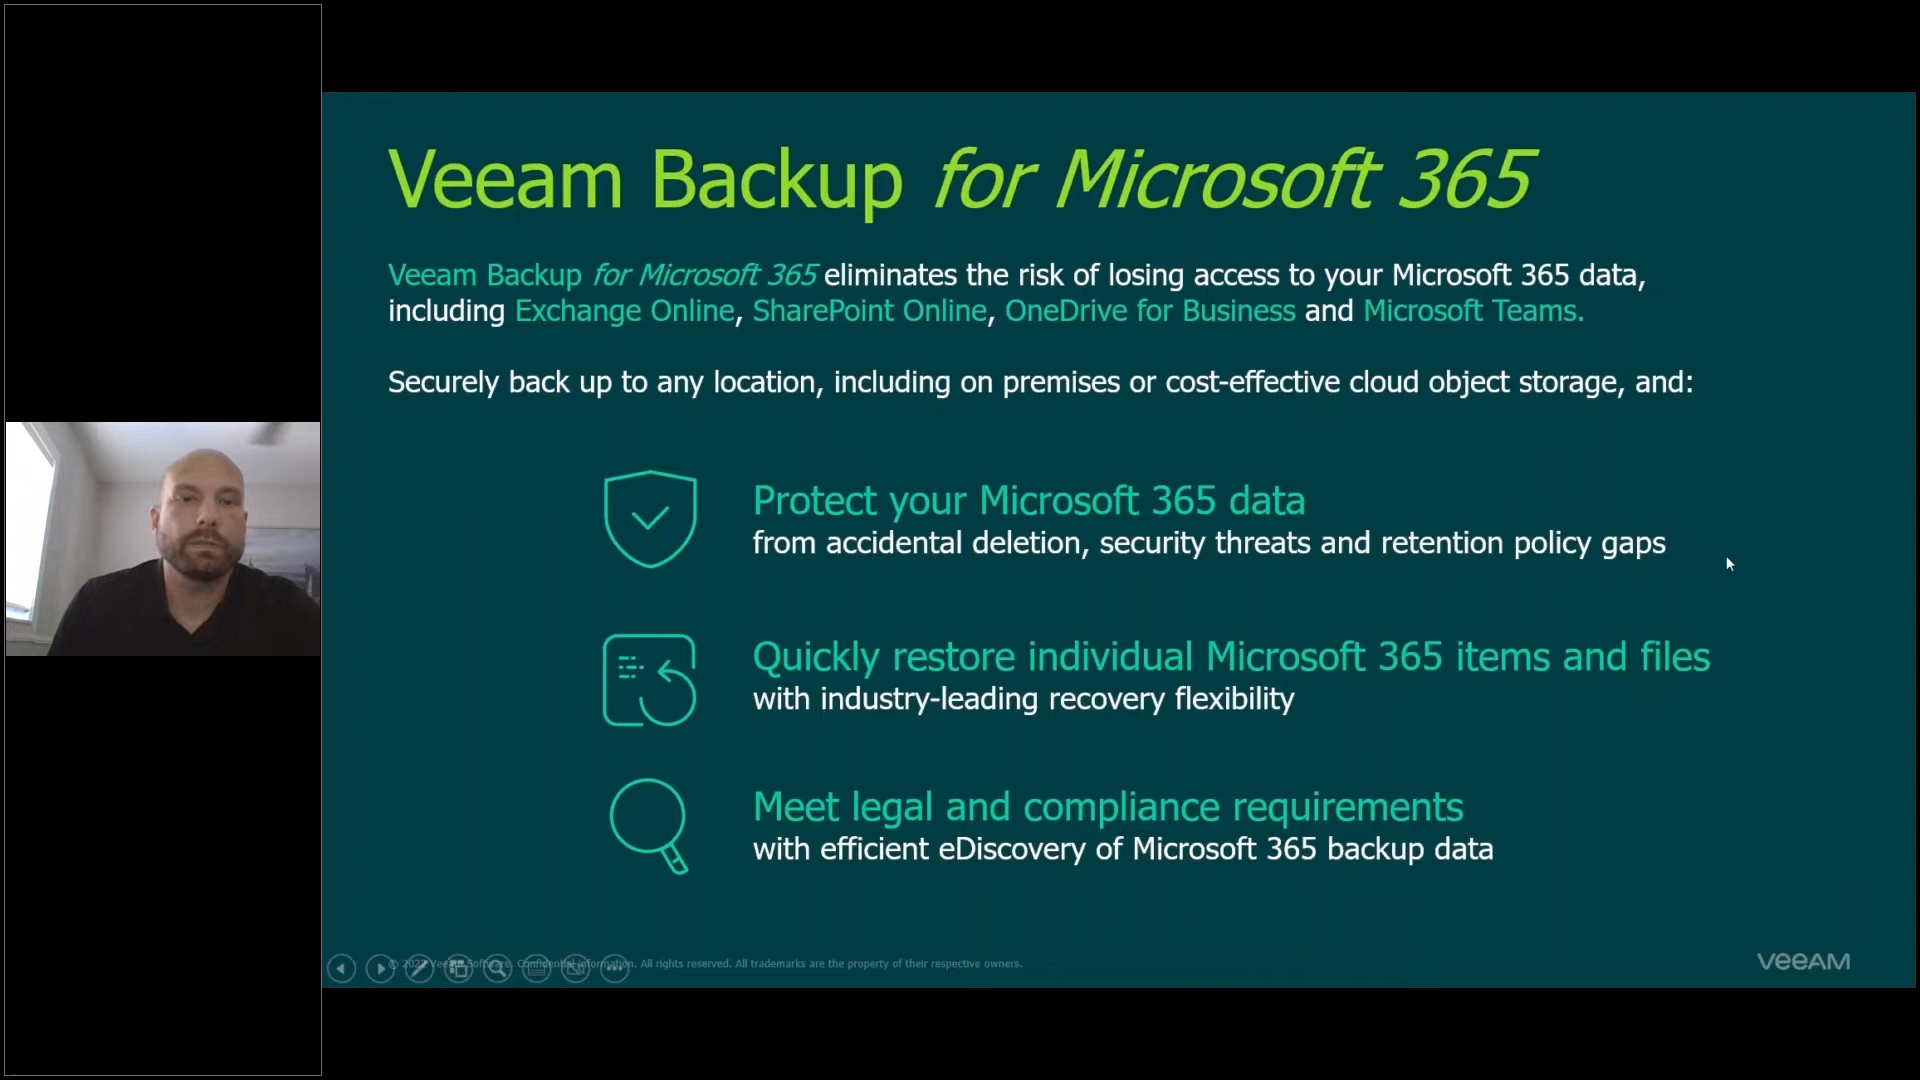 Veeam Backup for Microsoft 365
Veeam Backup for Microsoft 365 eliminates the risk of losing access to your Microsoft 365 data,
including Exchange Online, SharePoint Online, OneDrive for Business and Microsoft Teams.
Securely back up to any location, including on premises or cost-effective cloud object storage, and:
Protect your Microsoft 365 data
from accidental deletion, security threats and retention policy gaps
Quickly restore individual Microsoft 365 items and files
with industry-leading recovery flexibility
Meet legal and compliance requirements
with efficient eDiscovery of Microsoft 365 backup data
© Veeam Software. Confidential information. All rights reserved. All trademarks are the property of their respective owners.
VEEAM